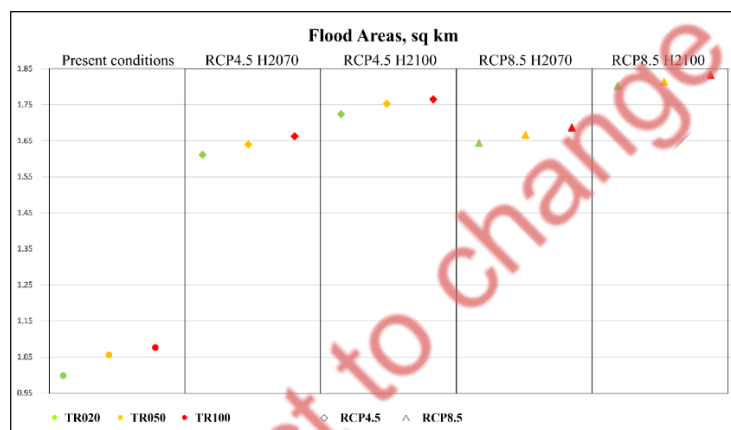 Flood Areas, sq km
Present conditions RCP4.5 H2070 RCP4.5 H2100 RCP8.5 H2070 RCP8.5 H2100
1.85
1.75
1.65
1.55
1.45
1.35
1.25
1.15
1.05
0.95
TR020 TR050 TR100 RCP4.5 RCP8.5
to change